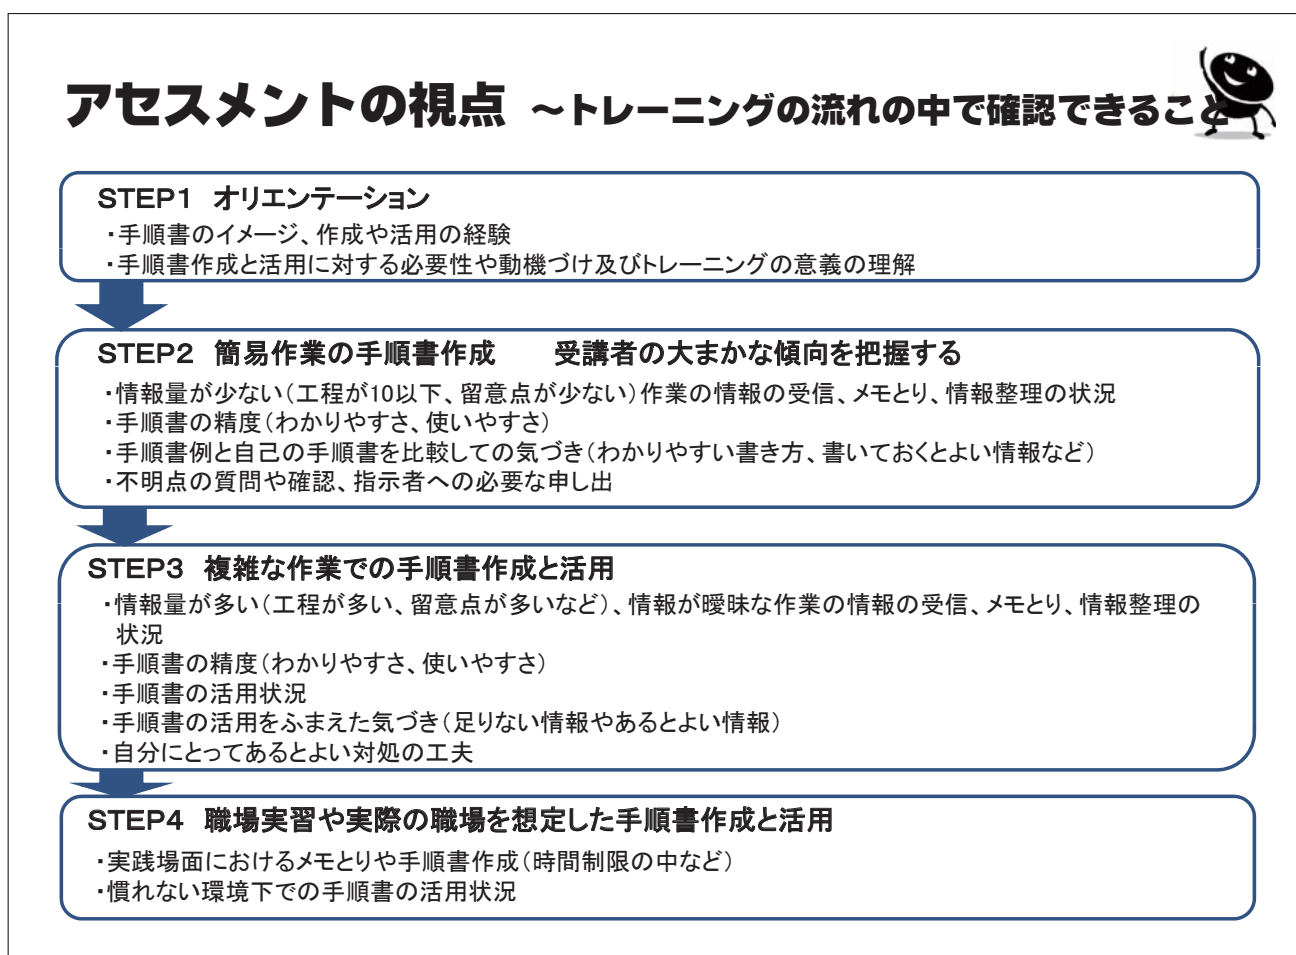 アセスメントの視点 ～トレーニングの流れの中で確認できること
STEP1 オリエンテーション
・手順書のイメージ、作成や活用の経験
・手順書作成と活用に対する必要性や動機づけ及びトレーニングの意義の理解
STEP2 簡易作業の手順書作成　　受講者の大まかな傾向を把握する
・情報量が少ない（工程が10以下、留意点が少ない）作業の情報の受信、メモとり、情報整理の状況
・手順書の精度（わかりやすさ、使いやすさ）
・手順書例と自己の手順書を比較しての気づき（わかりやすい書き方、書いておくとよい情報など）
・不明点の質問や確認、指示者への必要な申し出
STEP3 複雑な作業での手順書作成と活用
・情報量が多い（工程が多い、留意点が多いなど）、情報が曖昧な作業の情報の受信、メモとり、情報整理の
状況
・手順書の精度（わかりやすさ、使いやすさ）
・手順書の活用状況
・手順書の活用をふまえた気づき（足りない情報やあるとよい情報）
・自分にとってあるとよい対処の工夫
STEP4 職場実習や実際の職場を想定した手順書作成と活用
・実践場面におけるメモとりや手順書作成（時間制限の中など）
・慣れない環境下での手順書の活用状況